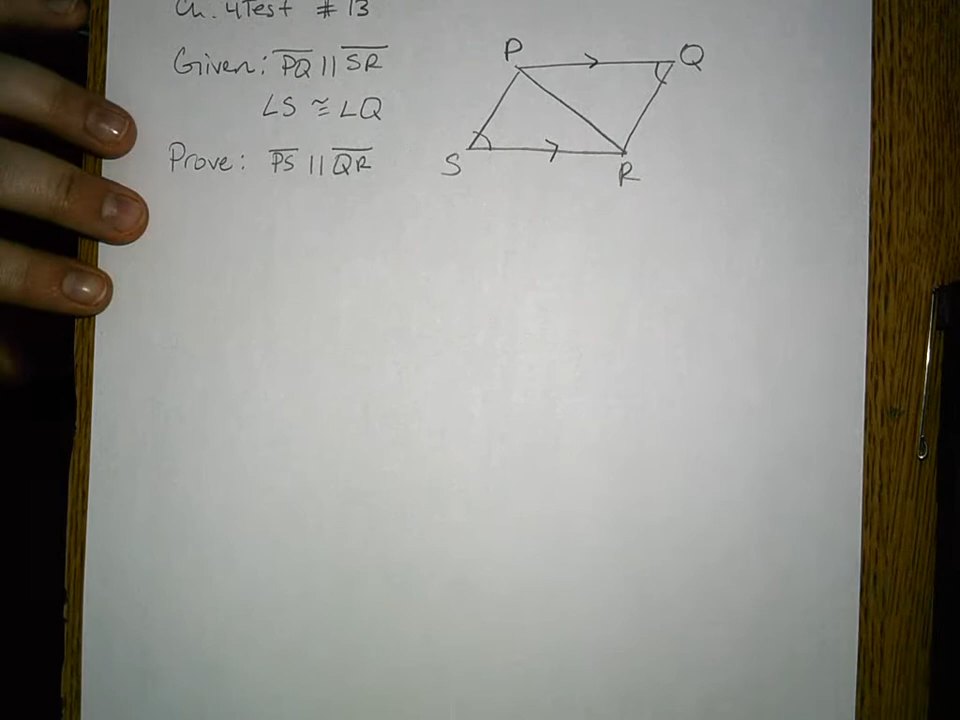 Ch. 4 Test # 13
Given: PQ || SR
∠S ≅ ∠Q
Prove: PS || QR
P
Q
S
R